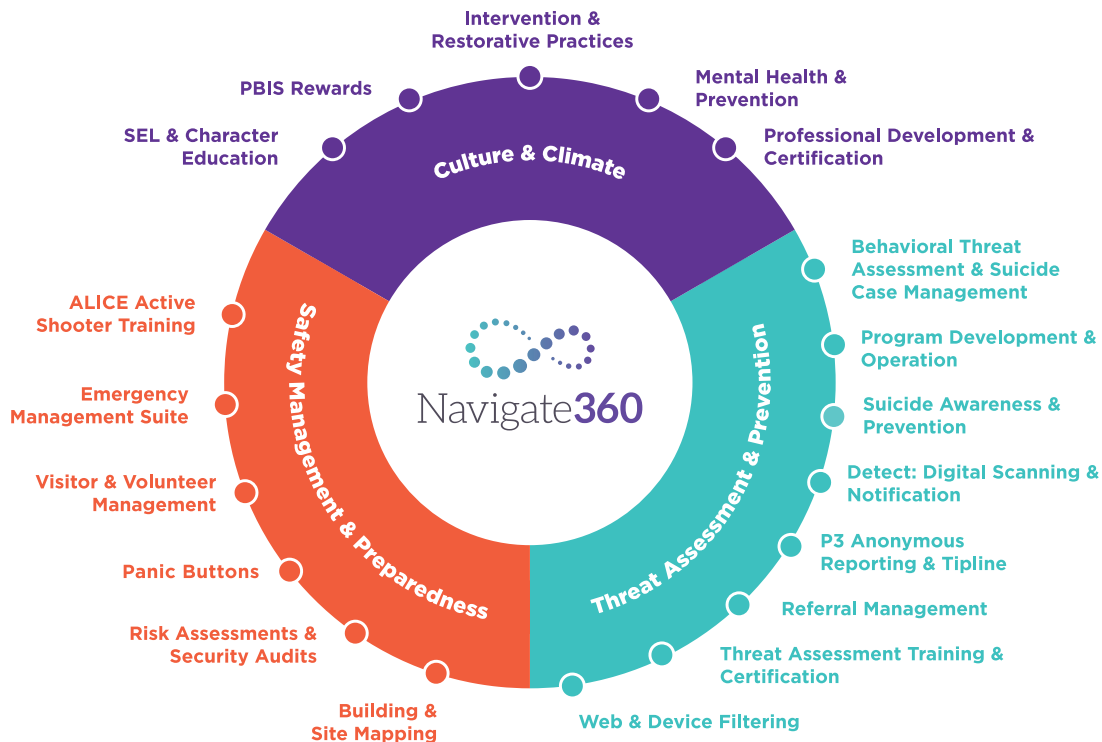 Intervention &
Restorative Practices
PBIS Rewards
Mental Health &
Prevention
SEL & Character
Education
Professional Development &
Certification
Culture & Climate
Behavioral Threat
Assessment & Suicide
Case Management
ALICE Active
Shooter Training
Program Development &
Operation
Emergency
Management Suite
Suicide Awareness &
Prevention
Safety Management & Preparedness
Navigate360
Threat Assessment & Prevention
Visitor & Volunteer
Management
Detect: Digital Scanning &
Notification
Panic Buttons
P3 Anonymous
Reporting & Tipline
Risk Assessments &
Security Audits
Referral Management
Building &
Site Mapping
Threat Assessment Training &
Certification
Web & Device Filtering